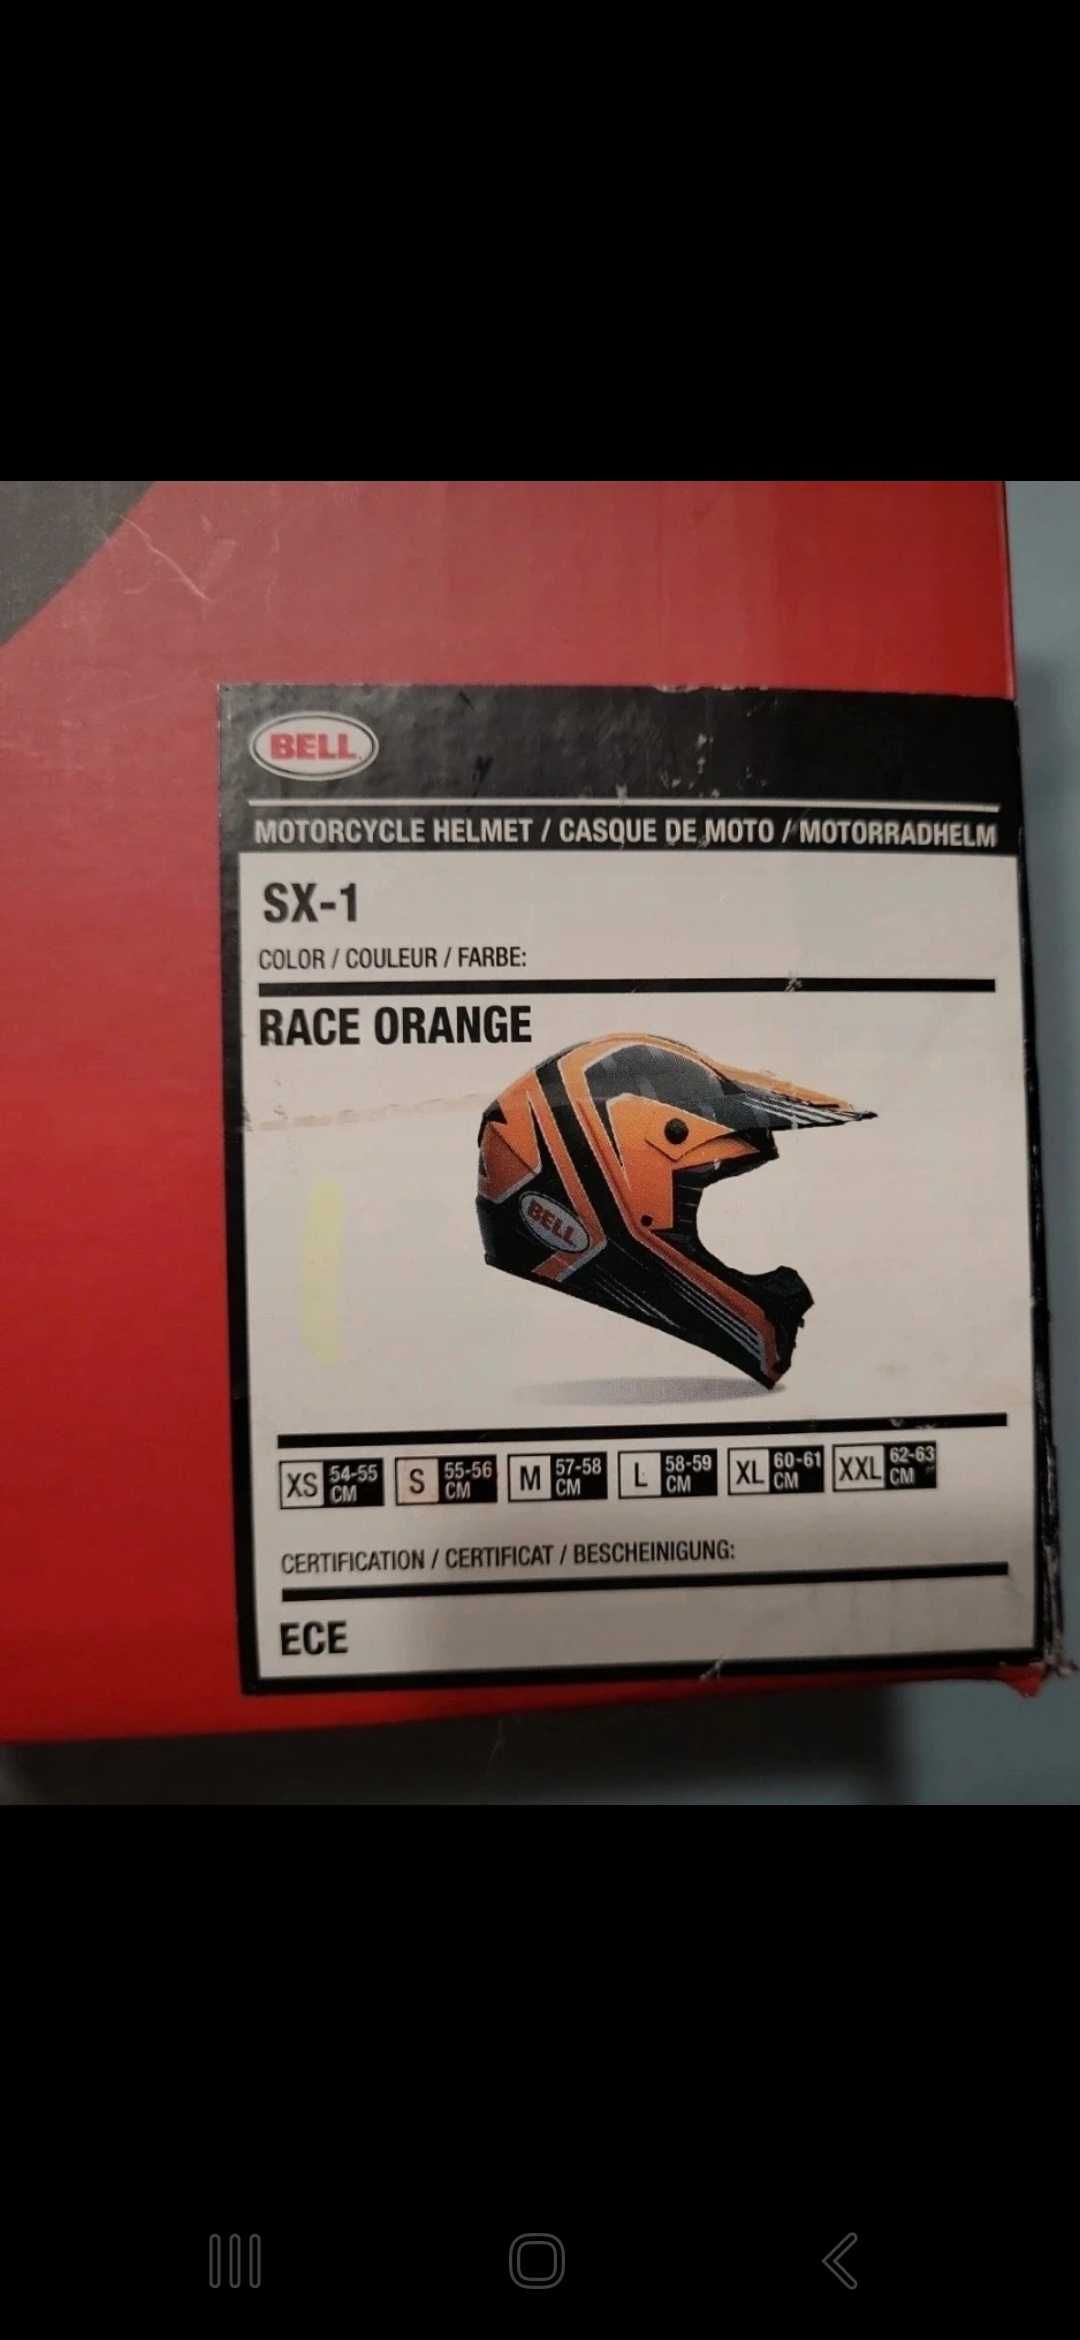 BELL
MOTORCYCLE HELMET / CASQUE DE MOTO / MOTORRADHELM
SX-1
COLOR / COULEUR / FARBE:
RACE ORANGE
BELL
XS 54-55 CM S 55-56 CM M 57-58 CM L 58-59 CM XL 60-61 CM XXL 62-63 CM
CERTIFICATION / CERTIFICAT / BESCHEINIGUNG:
ECE